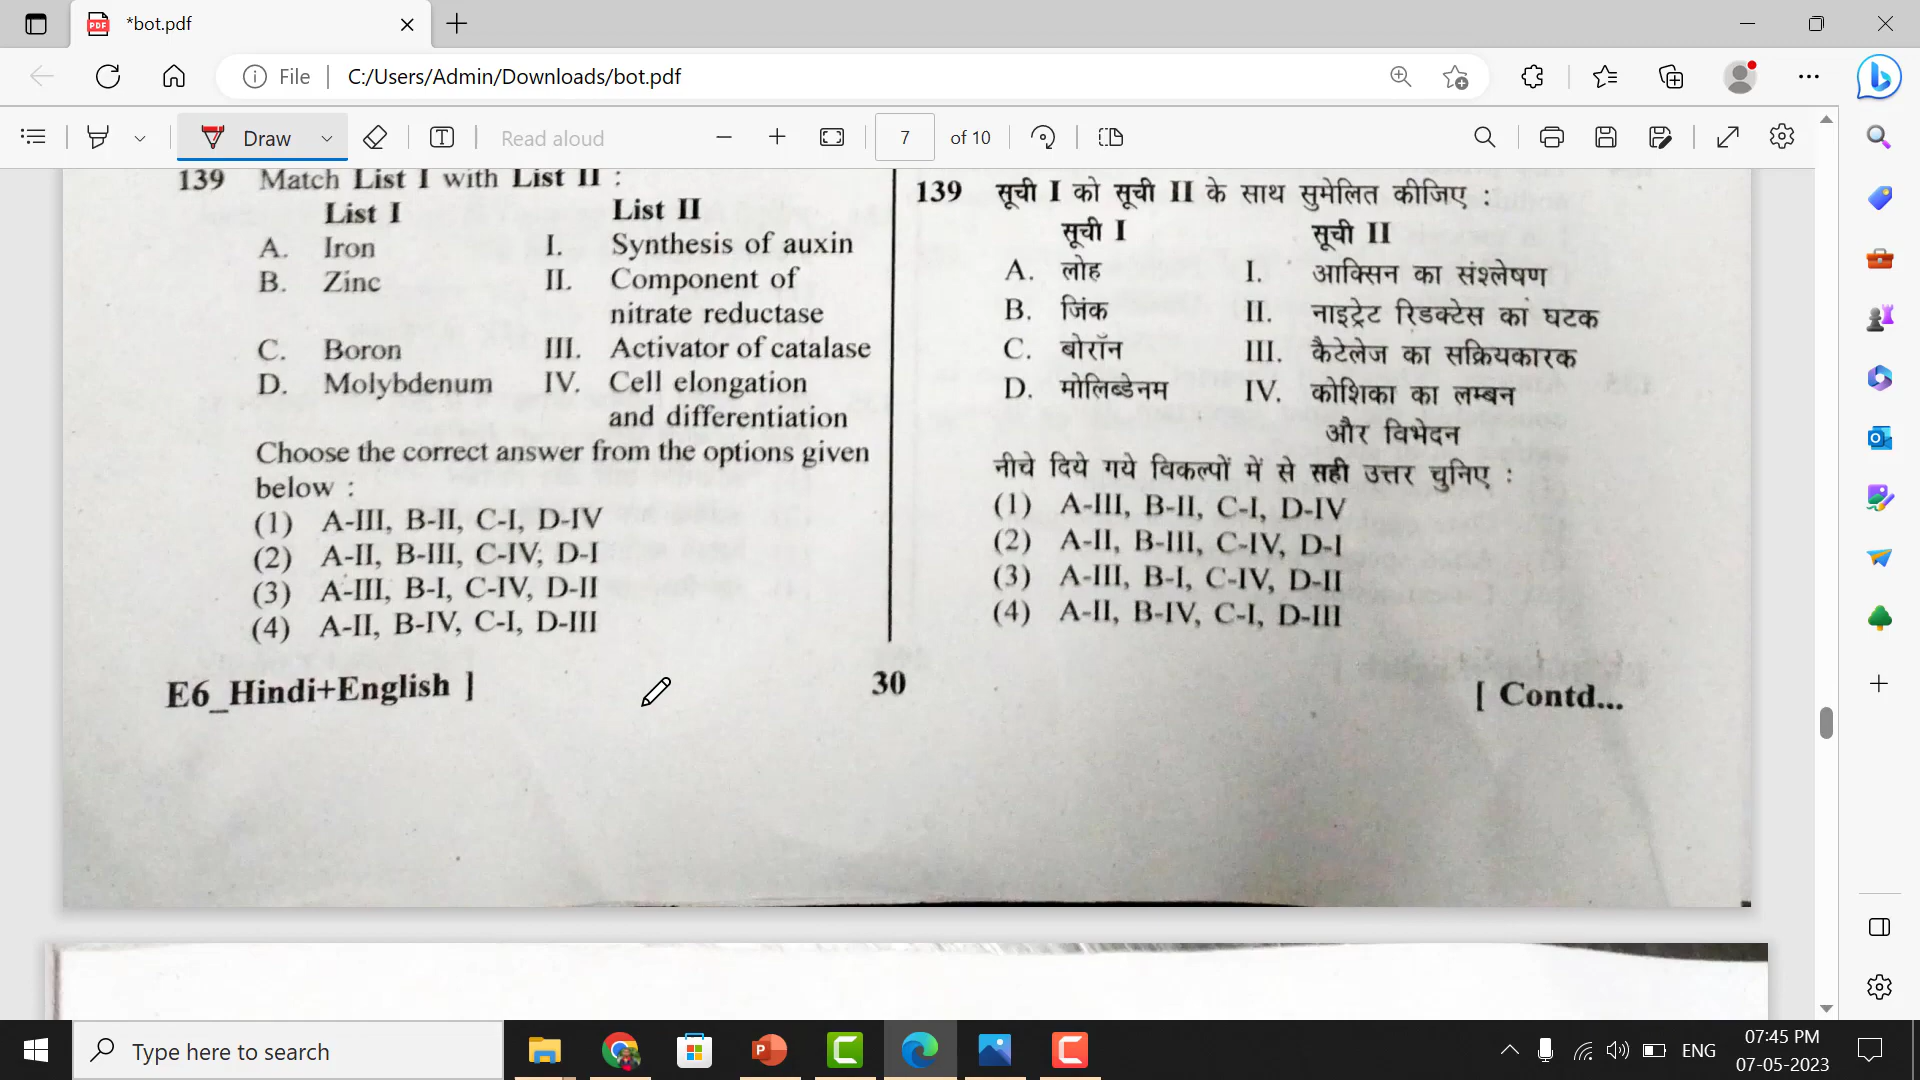 *bot.pdf
File
C:/Users/Admin/Downloads/bot.pdf
Draw
Read aloud
7
of 10
139 Match List I with List II :
List I List II
A. Iron I. Synthesis of auxin
B. Zinc II. Component of
nitrate reductase
C. Boron III. Activator of catalase
D. Molybdenum IV. Cell elongation
and differentiation
Choose the correct answer from the options given
below :
(1) A-III, B-II, C-I, D-IV
(2) A-II, B-III, C-IV, D-I
(3) A-III, B-I, C-IV, D-II
(4) A-II, B-IV, C-I, D-III
139 सूची I को सूची II के साथ सुमेलित कीजिए :
सूची I सूची II
A. लोह I. आक्सिन का संश्लेषण
B. जिंक II. नाइट्रेट रिडक्टेस का घटक
C. बोरॉन III. कैटेलेज का सक्रियकारक
D. मोलिब्डेनम IV. कोशिका का लम्बन
और विभेदन
नीचे दिये गये विकल्पों में से सही उत्तर चुनिए :
(1) A-III, B-II, C-I, D-IV
(2) A-II, B-III, C-IV, D-I
(3) A-III, B-I, C-IV, D-II
(4) A-II, B-IV, C-I, D-III
E6_Hindi+English ]
30
[ Contd...
Type here to search
ENG
07:45 PM
07-05-2023